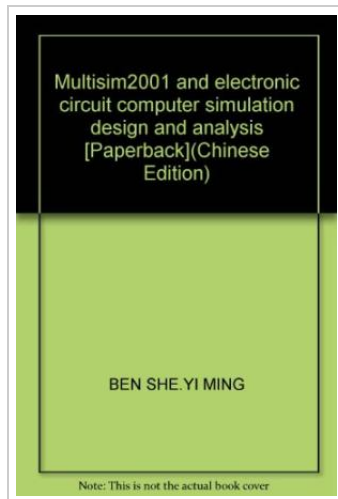 Multisim2001 and electronic
circuit computer simulation
design and analysis
[Paperback](Chinese
Edition)
BEN SHE.YI MING
Note: This is not the actual book cover